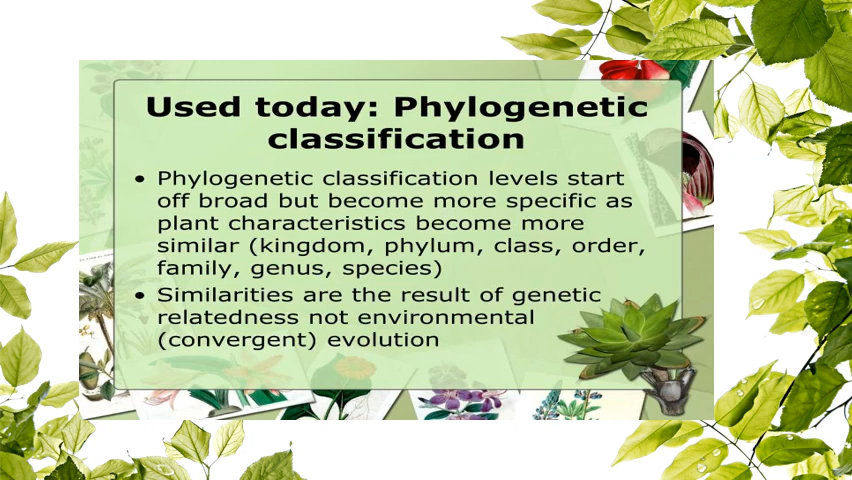 Used today: Phylogenetic
classification
• Phylogenetic classification levels start
off broad but become more specific as
plant characteristics become more
similar (kingdom, phylum, class, order,
family, genus, species)
• Similarities are the result of genetic
relatedness not environmental
(convergent) evolution